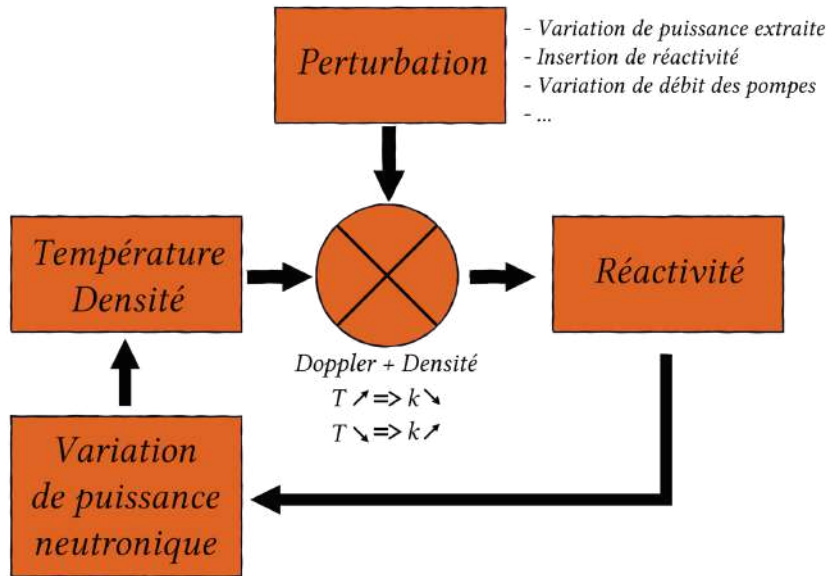 Perturbation
- Variation de puissance extraite
- Insertion de réactivité
- Variation de débit des pompes
- ...
Température
Densité
Réactivité
Doppler + Densité
T ↗ => k ↘
T ↘ => k ↗
Variation
de puissance
neutronique